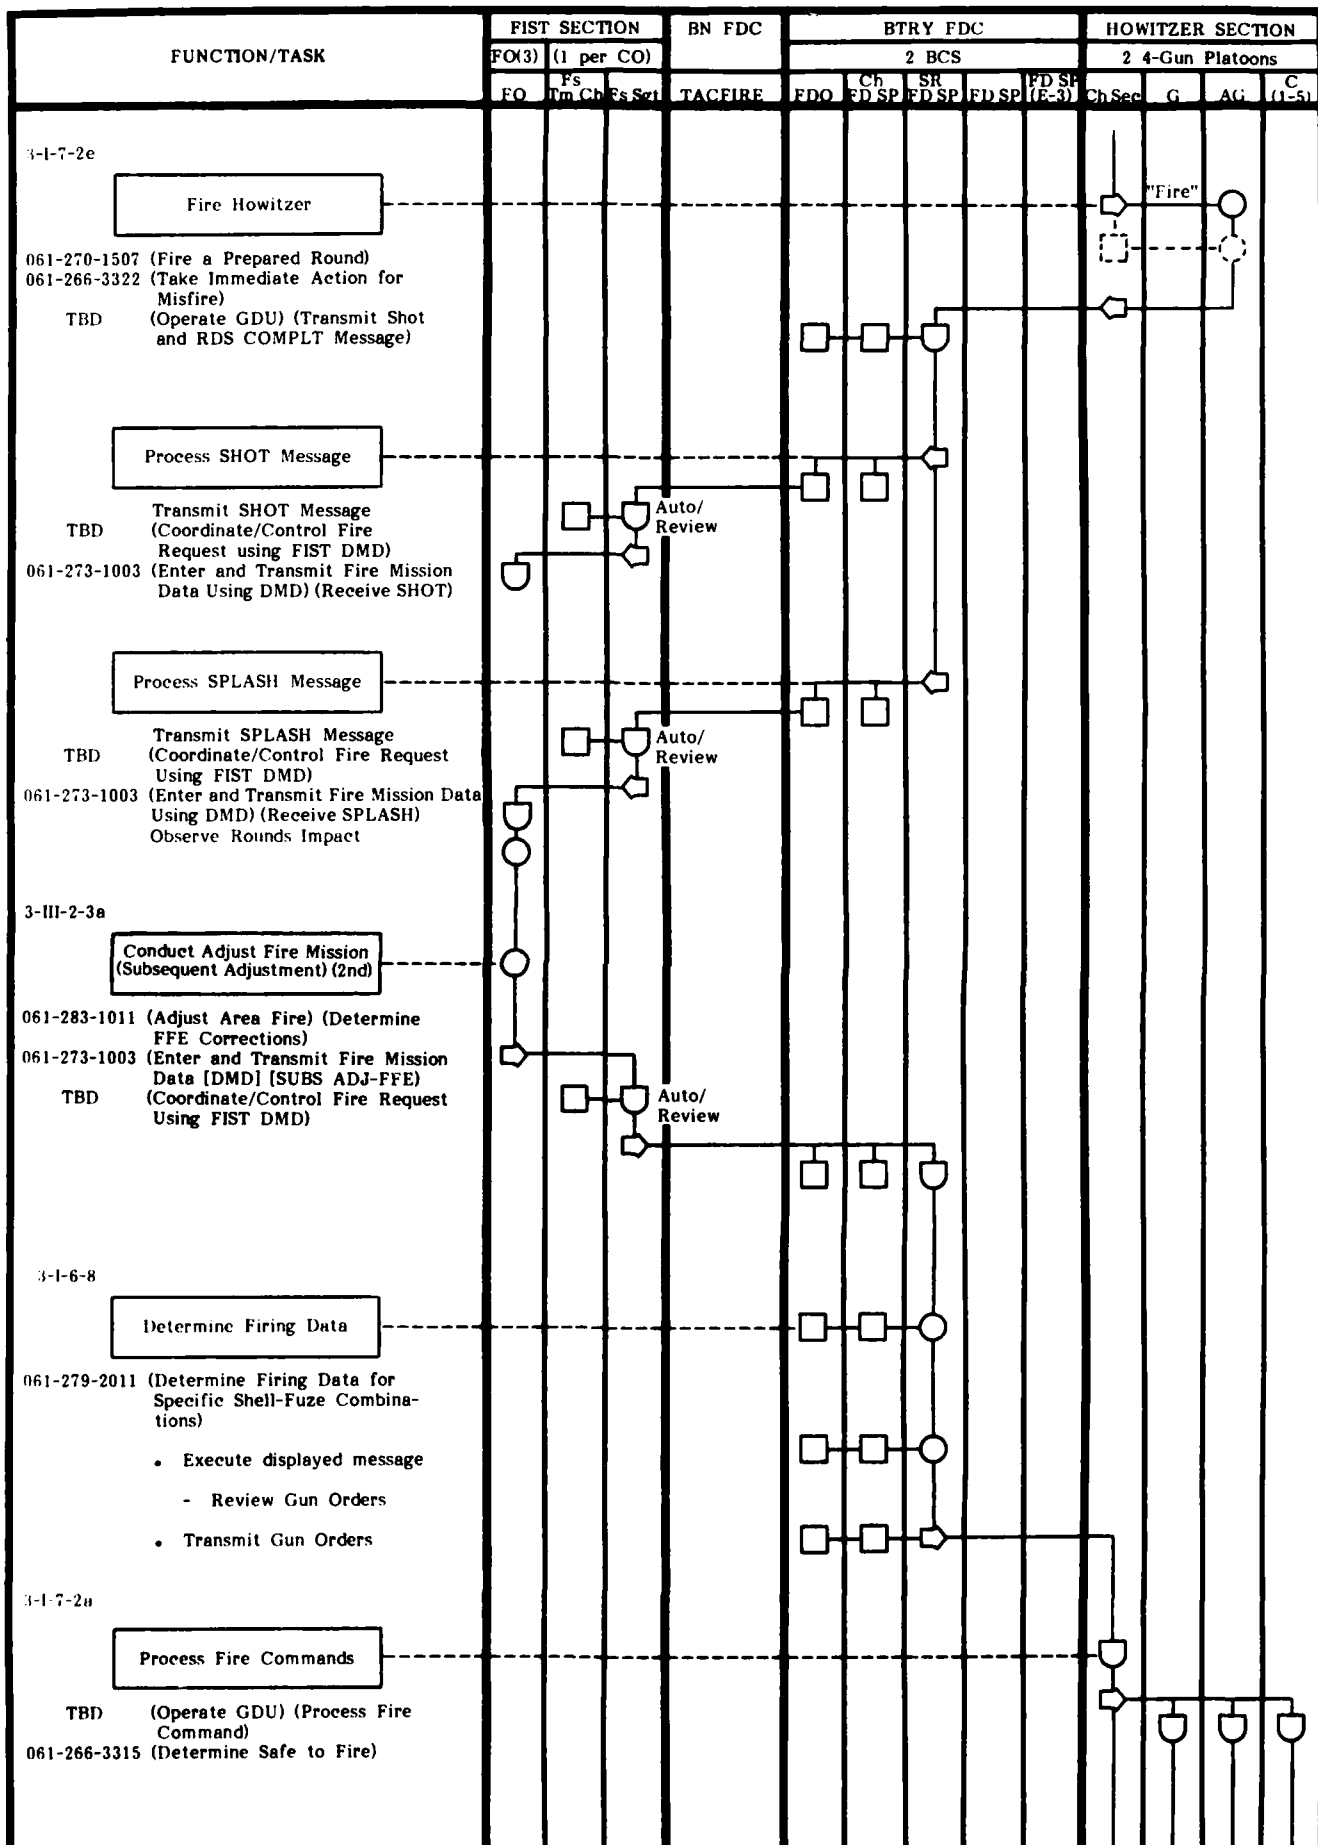 FUNCTION/TASK
FIST SECTION
BN FDC
BTRY FDC
HOWITZER SECTION
FO(3)
(1 per CO)
2 BCS
2 4-Gun Platoons
FO
Fs Tm Ch
Fs Sgt
TACFIRE
FDO
Ch FD SP
SR FD SP
FD SP
FD SP (E-3)
Ch Sec
G
AG
C (1-5)
3-I-7-2e
Fire Howitzer
"Fire"
061-270-1507 (Fire a Prepared Round)
061-266-3322 (Take Immediate Action for
Misfire)
TBD (Operate GDU) (Transmit Shot
and RDS COMPLT Message)
Process SHOT Message
Transmit SHOT Message
TBD (Coordinate/Control Fire
Request using FIST DMD)
Auto/
Review
061-273-1003 (Enter and Transmit Fire Mission
Data Using DMD) (Receive SHOT)
Process SPLASH Message
Transmit SPLASH Message
TBD (Coordinate/Control Fire Request
Using FIST DMD)
Auto/
Review
061-273-1003 (Enter and Transmit Fire Mission Data
Using DMD) (Receive SPLASH)
Observe Rounds Impact
3-III-2-3a
Conduct Adjust Fire Mission
(Subsequent Adjustment) (2nd)
061-283-1011 (Adjust Area Fire) (Determine
FFE Corrections)
061-273-1003 (Enter and Transmit Fire Mission
Data [DMD] [SUBS ADJ-FFE)
TBD (Coordinate/Control Fire Request
Using FIST DMD)
Auto/
Review
3-I-6-8
Determine Firing Data
061-279-2011 (Determine Firing Data for
Specific Shell-Fuze Combina-
tions)
• Execute displayed message
- Review Gun Orders
• Transmit Gun Orders
3-I-7-2a
Process Fire Commands
TBD (Operate GDU) (Process Fire
Command)
061-266-3315 (Determine Safe to Fire)